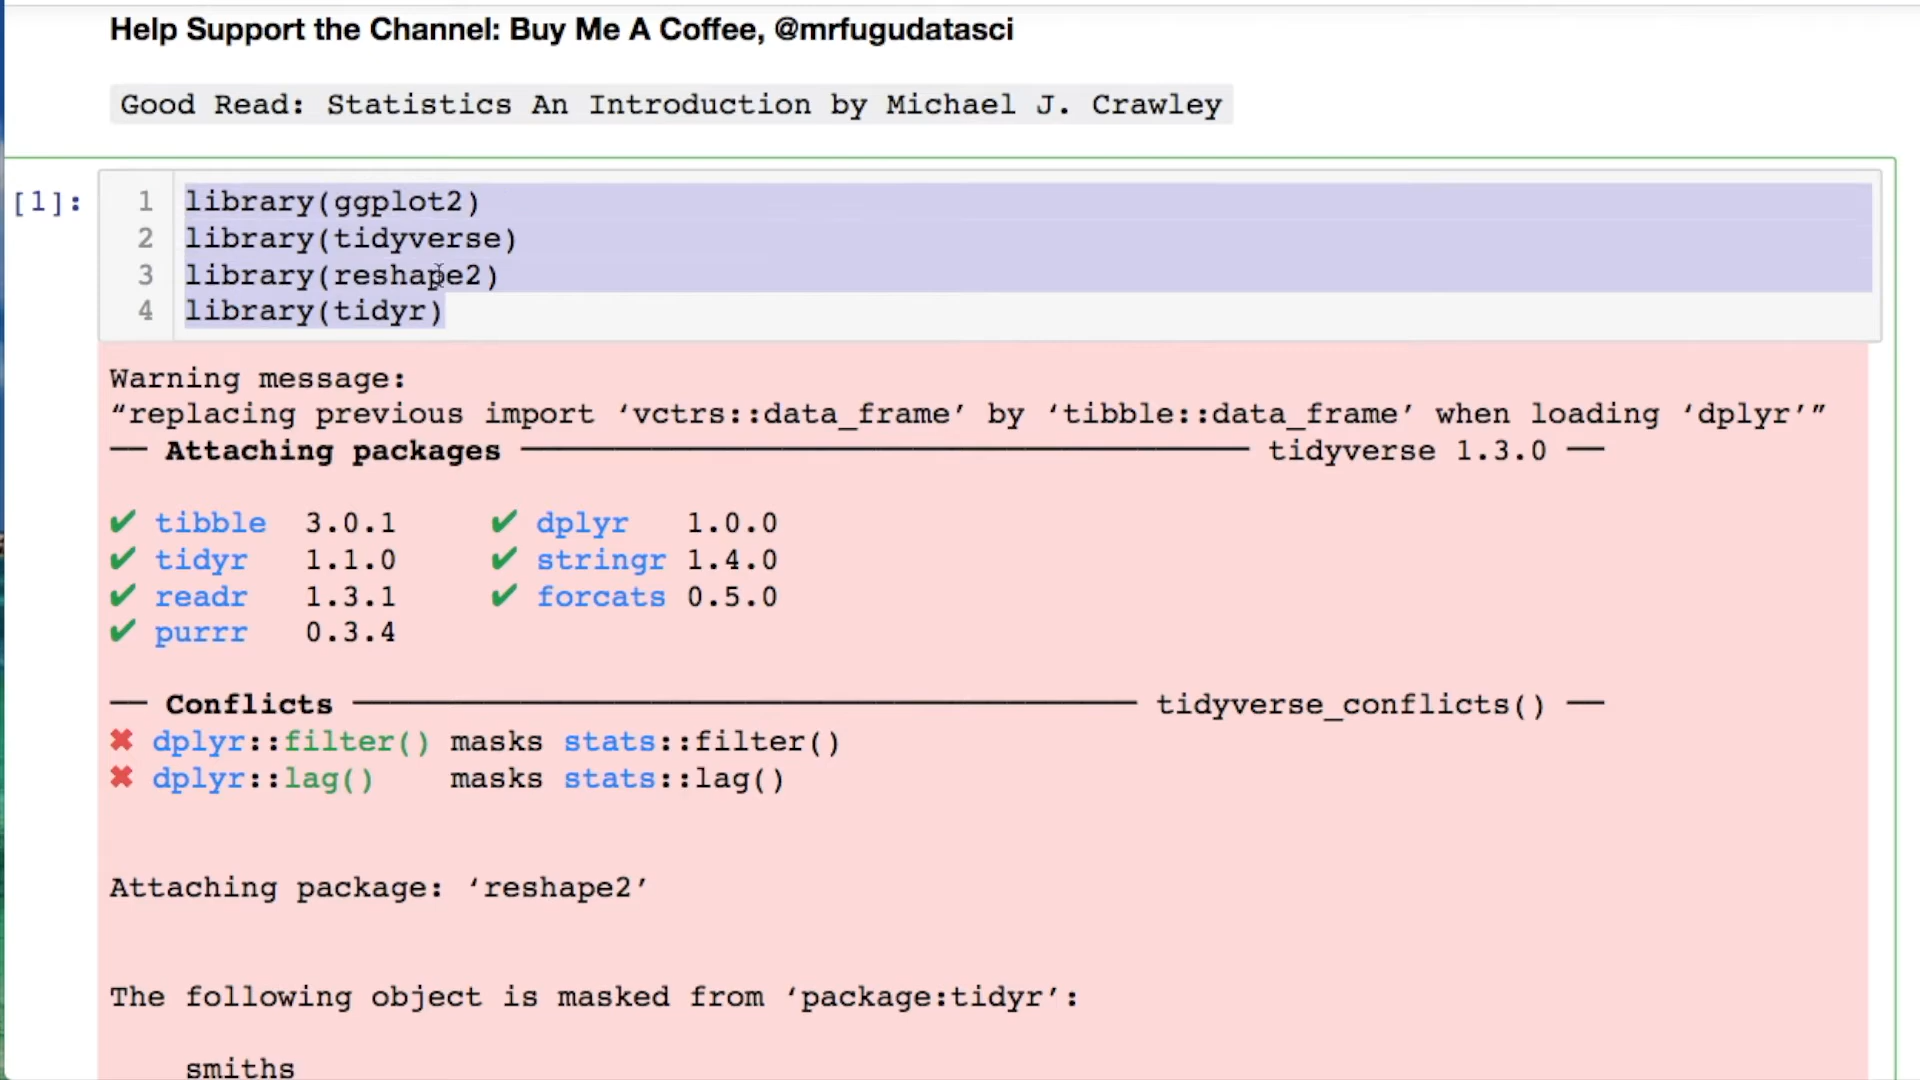 Help Support the Channel: Buy Me A Coffee, @mrfugudatasci
Good Read: Statistics An Introduction by Michael J. Crawley
[1]:
1 library(ggplot2)
2 library(tidyverse)
3 library(reshape2)
4 library(tidyr)
Warning message:
“replacing previous import ‘vctrs::data_frame’ by ‘tibble::data_frame’ when loading ‘dplyr’”
── Attaching packages ─────────────────────────────────────── tidyverse 1.3.0 ──
✔ tibble 3.0.1 ✔ dplyr 1.0.0
✔ tidyr 1.1.0 ✔ stringr 1.4.0
✔ readr 1.3.1 ✔ forcats 0.5.0
✔ purrr 0.3.4
── Conflicts ────────────────────────────────────────── tidyverse_conflicts() ──
✖ dplyr::filter() masks stats::filter()
✖ dplyr::lag() masks stats::lag()
Attaching package: ‘reshape2’
The following object is masked from ‘package:tidyr’:
smiths